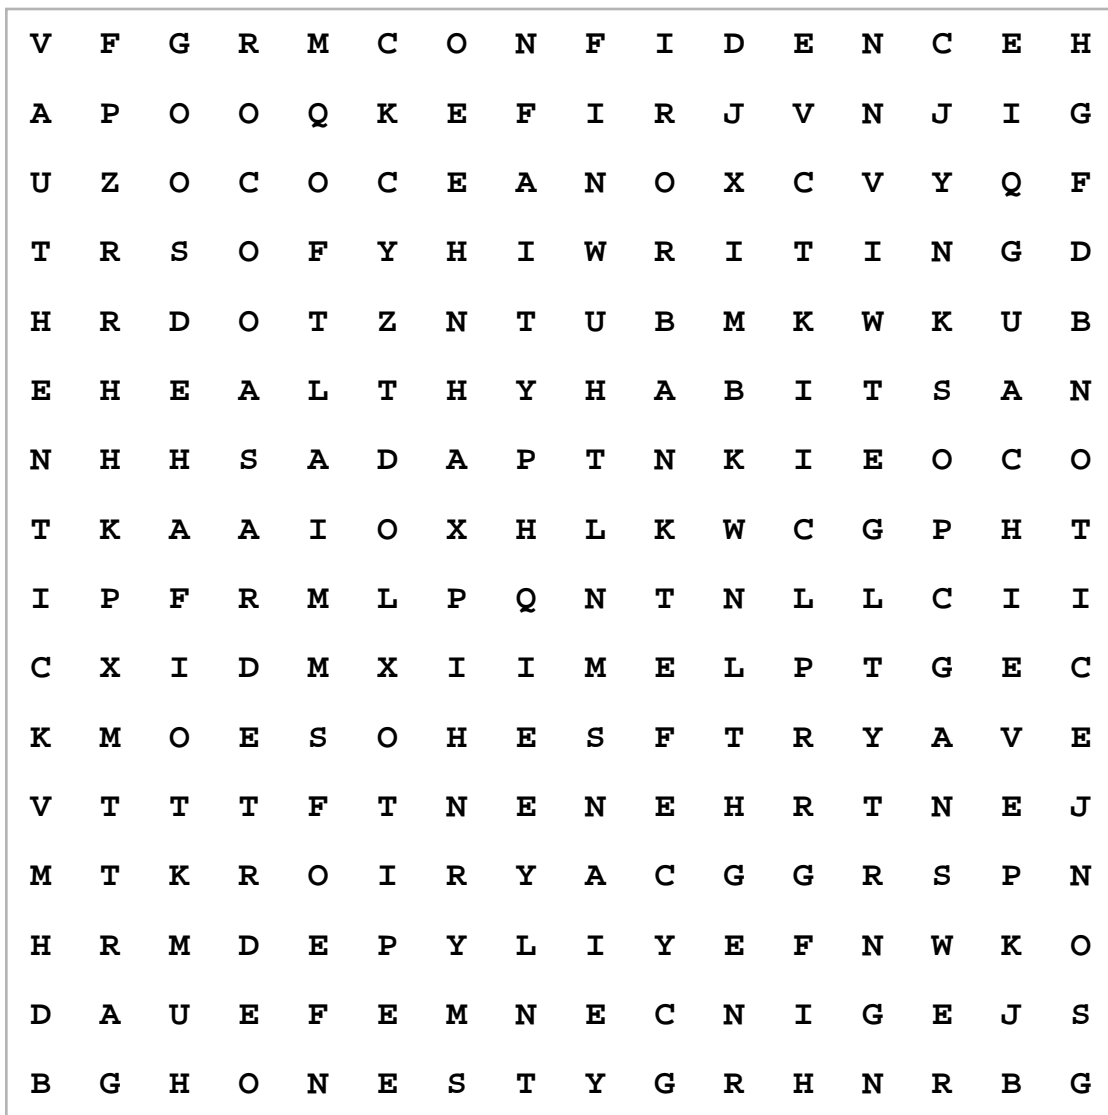 V F G R M C O N F I D E N C E H
A P O O Q K E F I R J V N J I G
U Z O C O C E A N O X C V Y Q F
T R S O F Y H I W R I T I N G D
H R D O T Z N T U B M K W K U B
E H E A L T H Y H A B I T S A N
N H H S A D A P T N K I E O C O
T K A A I O X H L K W C G P H T
I P F R M L P Q N T N L L C I I
C X I D M X I I M E L P T G E C
K M O E S O H E S F T R Y A V E
V T T T F T N E N E H R T N E J
M T K R O I R Y A C G G R S P N
H R M D E P Y L I Y E F N W K O
D A U E F E M N E C N I G E J S
B G H O N E S T Y G R H N R B G